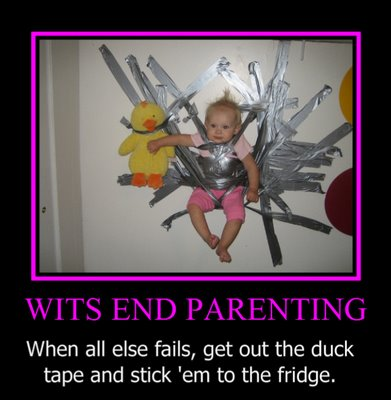 WITS END PARENTING
When all else fails, get out the duck
tape and stick 'em to the fridge.